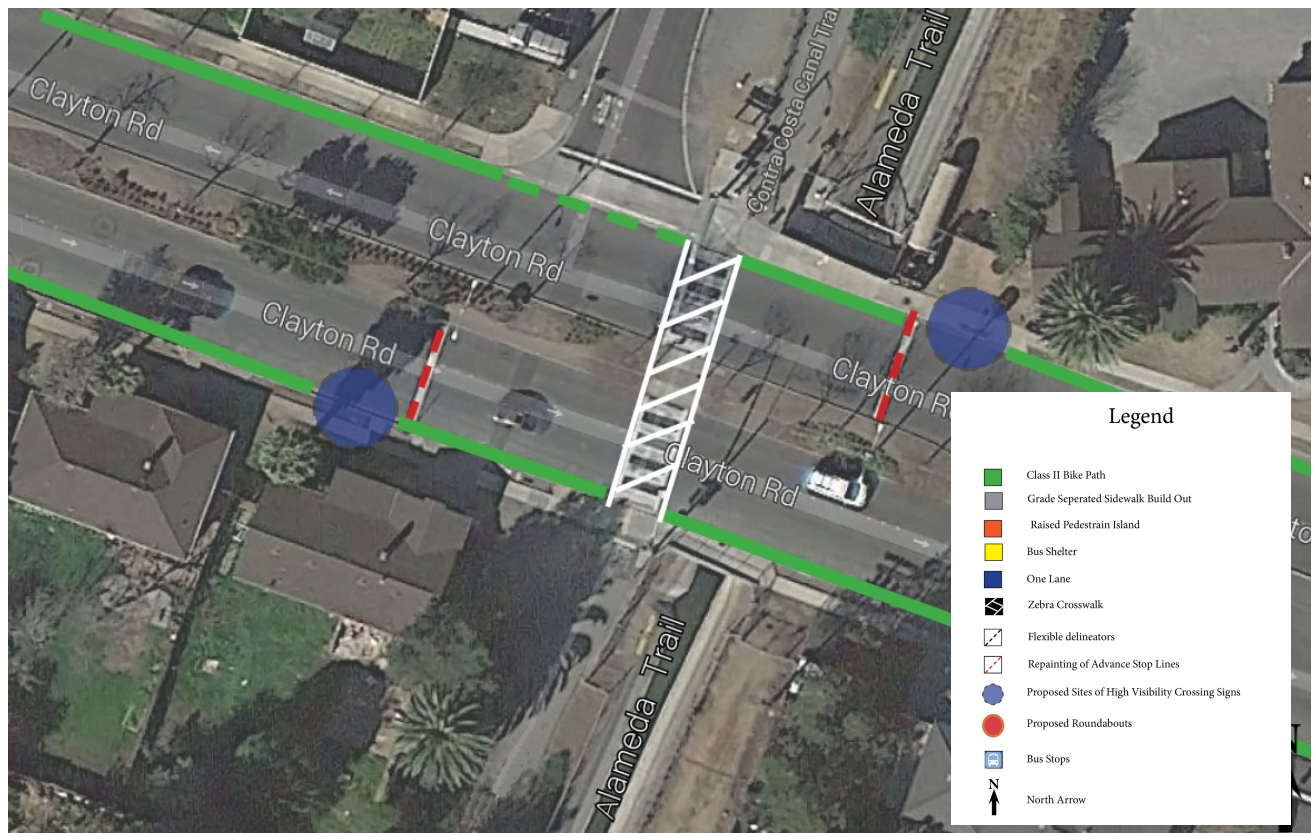 Clayton Rd
Contra Costa Canal Trai
Alameda Trail
Clayton Rd
Clayton Rd
Clayton R
Clayton Rd
Alameda Trail
to
Legend
Class II Bike Path
Grade Seperated Sidewalk Build Out
Raised Pedestrain Island
Bus Shelter
One Lane
Zebra Crosswalk
Flexible delineators
Repainting of Advance Stop Lines
Proposed Sites of High Visibility Crossing Signs
Proposed Roundabouts
Bus Stops
N
North Arrow